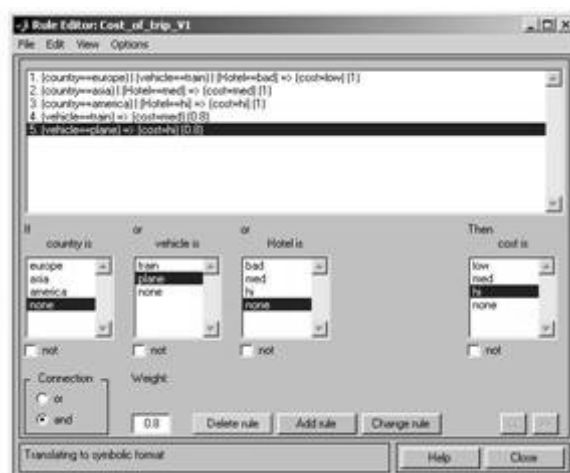 Rule Editor: Cost_of_trip_V1
File Edit View Options
1. (country==europe) | (vehicle==train) | (Hotel==bad) => (cost=low) (1)
2. (country==asia) | (Hotel==med) => (cost=med) (1)
3. (country==america) | (Hotel==hi) => (cost=hi) (1)
4. (vehicle==train) => (cost=med) (0.8)
5. (vehicle==plane) => (cost=hi) (0.8)
If or or Then
country is vehicle is Hotel is cost is
europe train bad low
asia plane med med
america none hi hi
none none none
not not not not
Connection Weight:
or
and 0.8 Delete rule Add rule Change rule << >>
Translating to symbolic format Help Close